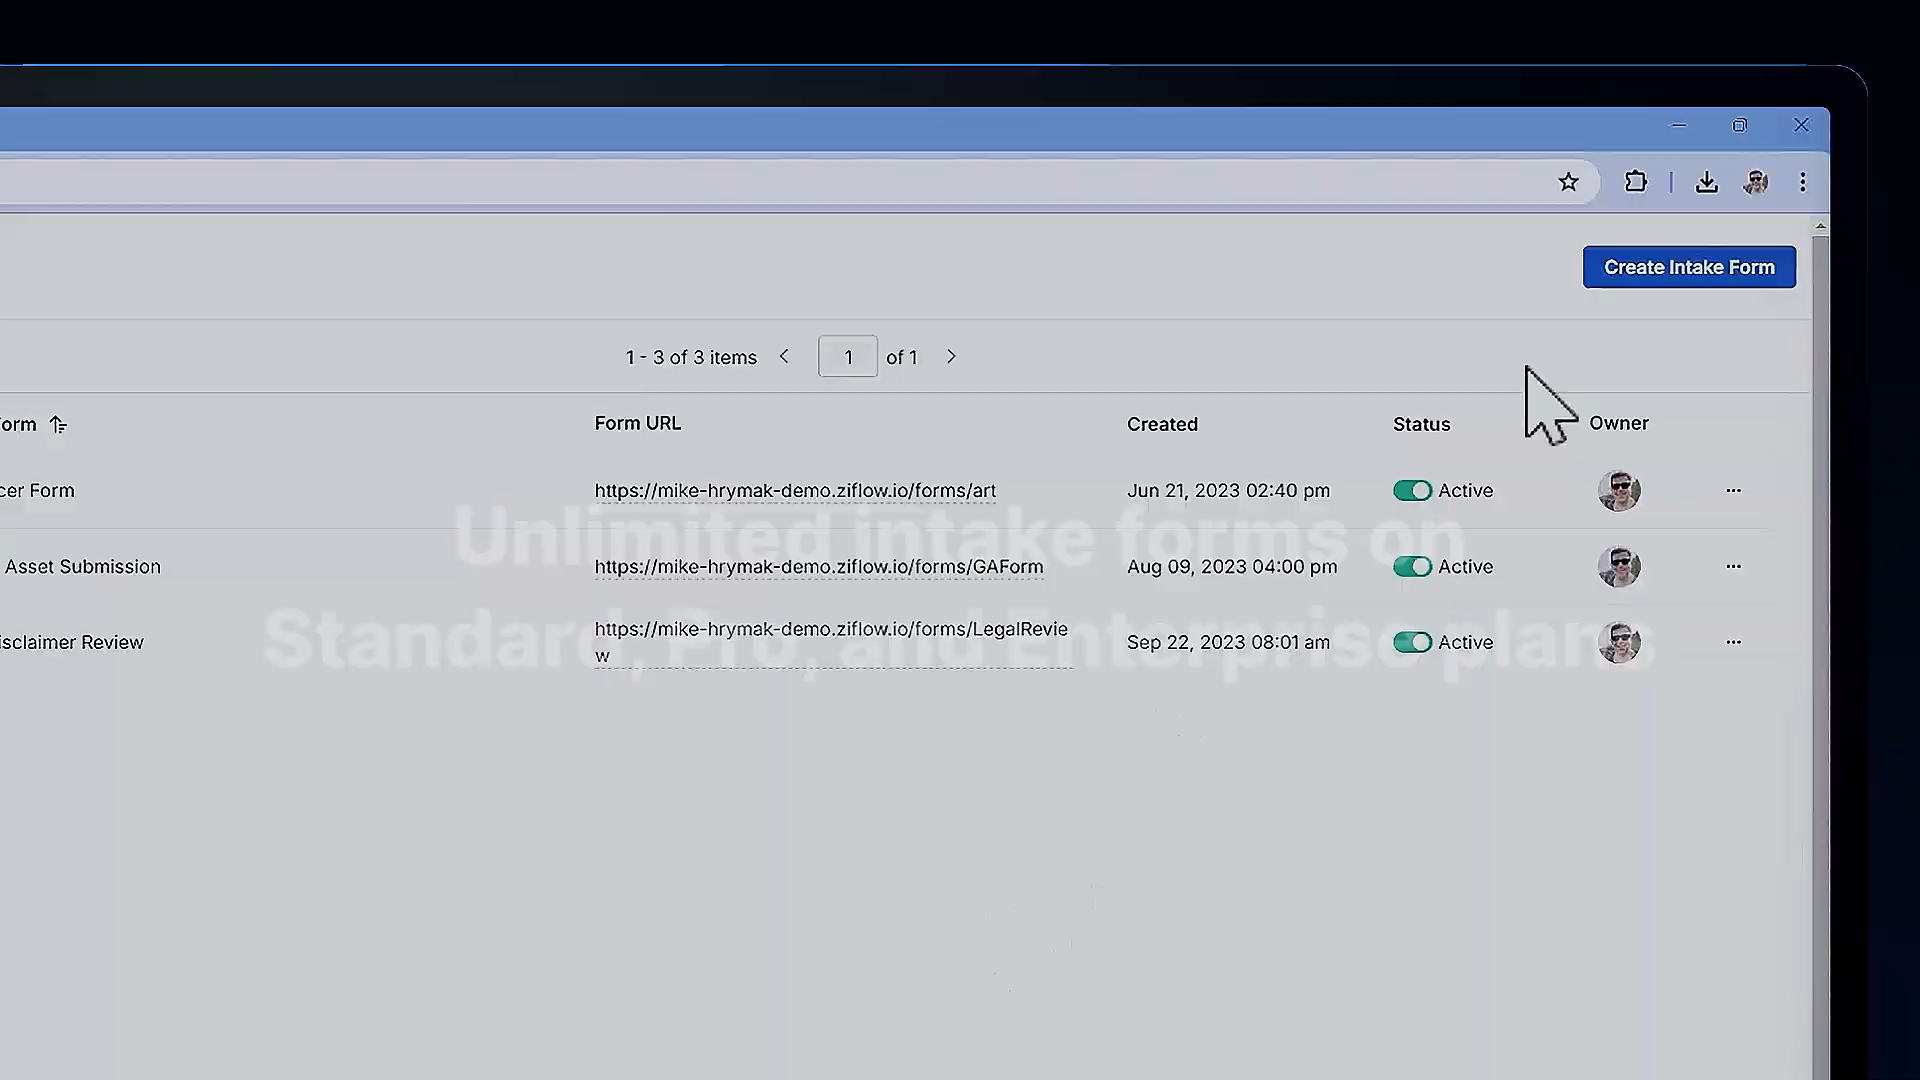 Create Intake Form
1 - 3 of 3 items 1 of 1
orm Form URL Created Status Owner
cer Form https://mike-hrymak-demo.ziflow.io/forms/art Jun 21, 2023 02:40 pm Active
Unlimited intake forms on
Asset Submission https://mike-hrymak-demo.ziflow.io/forms/GAForm Aug 09, 2023 04:00 pm Active
Standard, Pro, and Enterprise plans
isclaimer Review https://mike-hrymak-demo.ziflow.io/forms/LegalRevie
w Sep 22, 2023 08:01 am Active